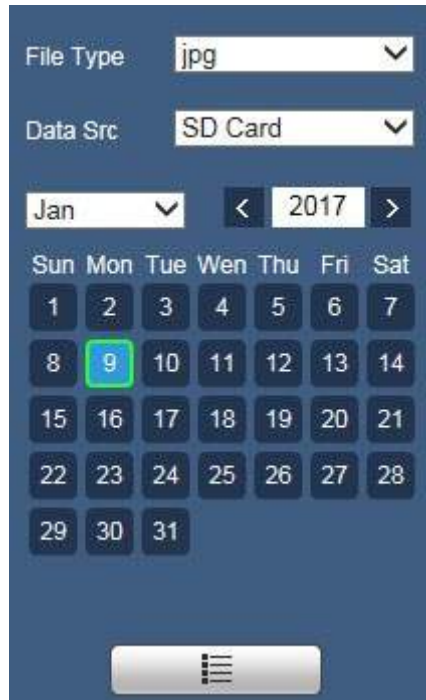 File Type jpg
Data Src SD Card
Jan 2017
Sun Mon Tue Wen Thu Fri Sat
1 2 3 4 5 6 7
8 9 10 11 12 13 14
15 16 17 18 19 20 21
22 23 24 25 26 27 28
29 30 31